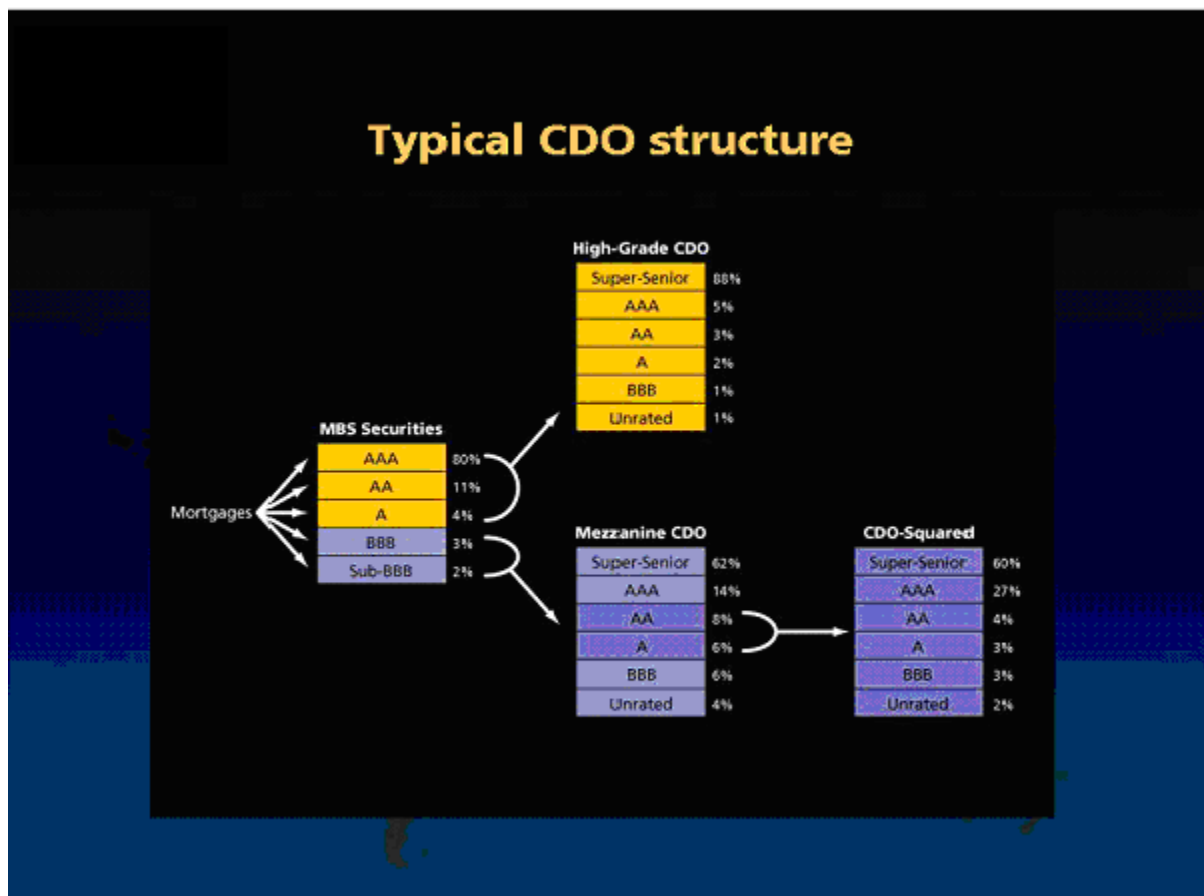 Typical CDO structure
High-Grade CDO
Super-Senior 88%
AAA 5%
AA 3%
A 2%
BBB 1%
Unrated 1%
MBS Securities
AAA 80%
AA 11%
A 4%
BBB 3%
Sub-BBB 2%
Mortgages
Mezzanine CDO
Super-Senior 62%
AAA 14%
AA 8%
A 6%
BBB 6%
Unrated 4%
CDO-Squared
Super-Senior 60%
AAA 27%
AA 4%
A 3%
BBB 3%
Unrated 2%